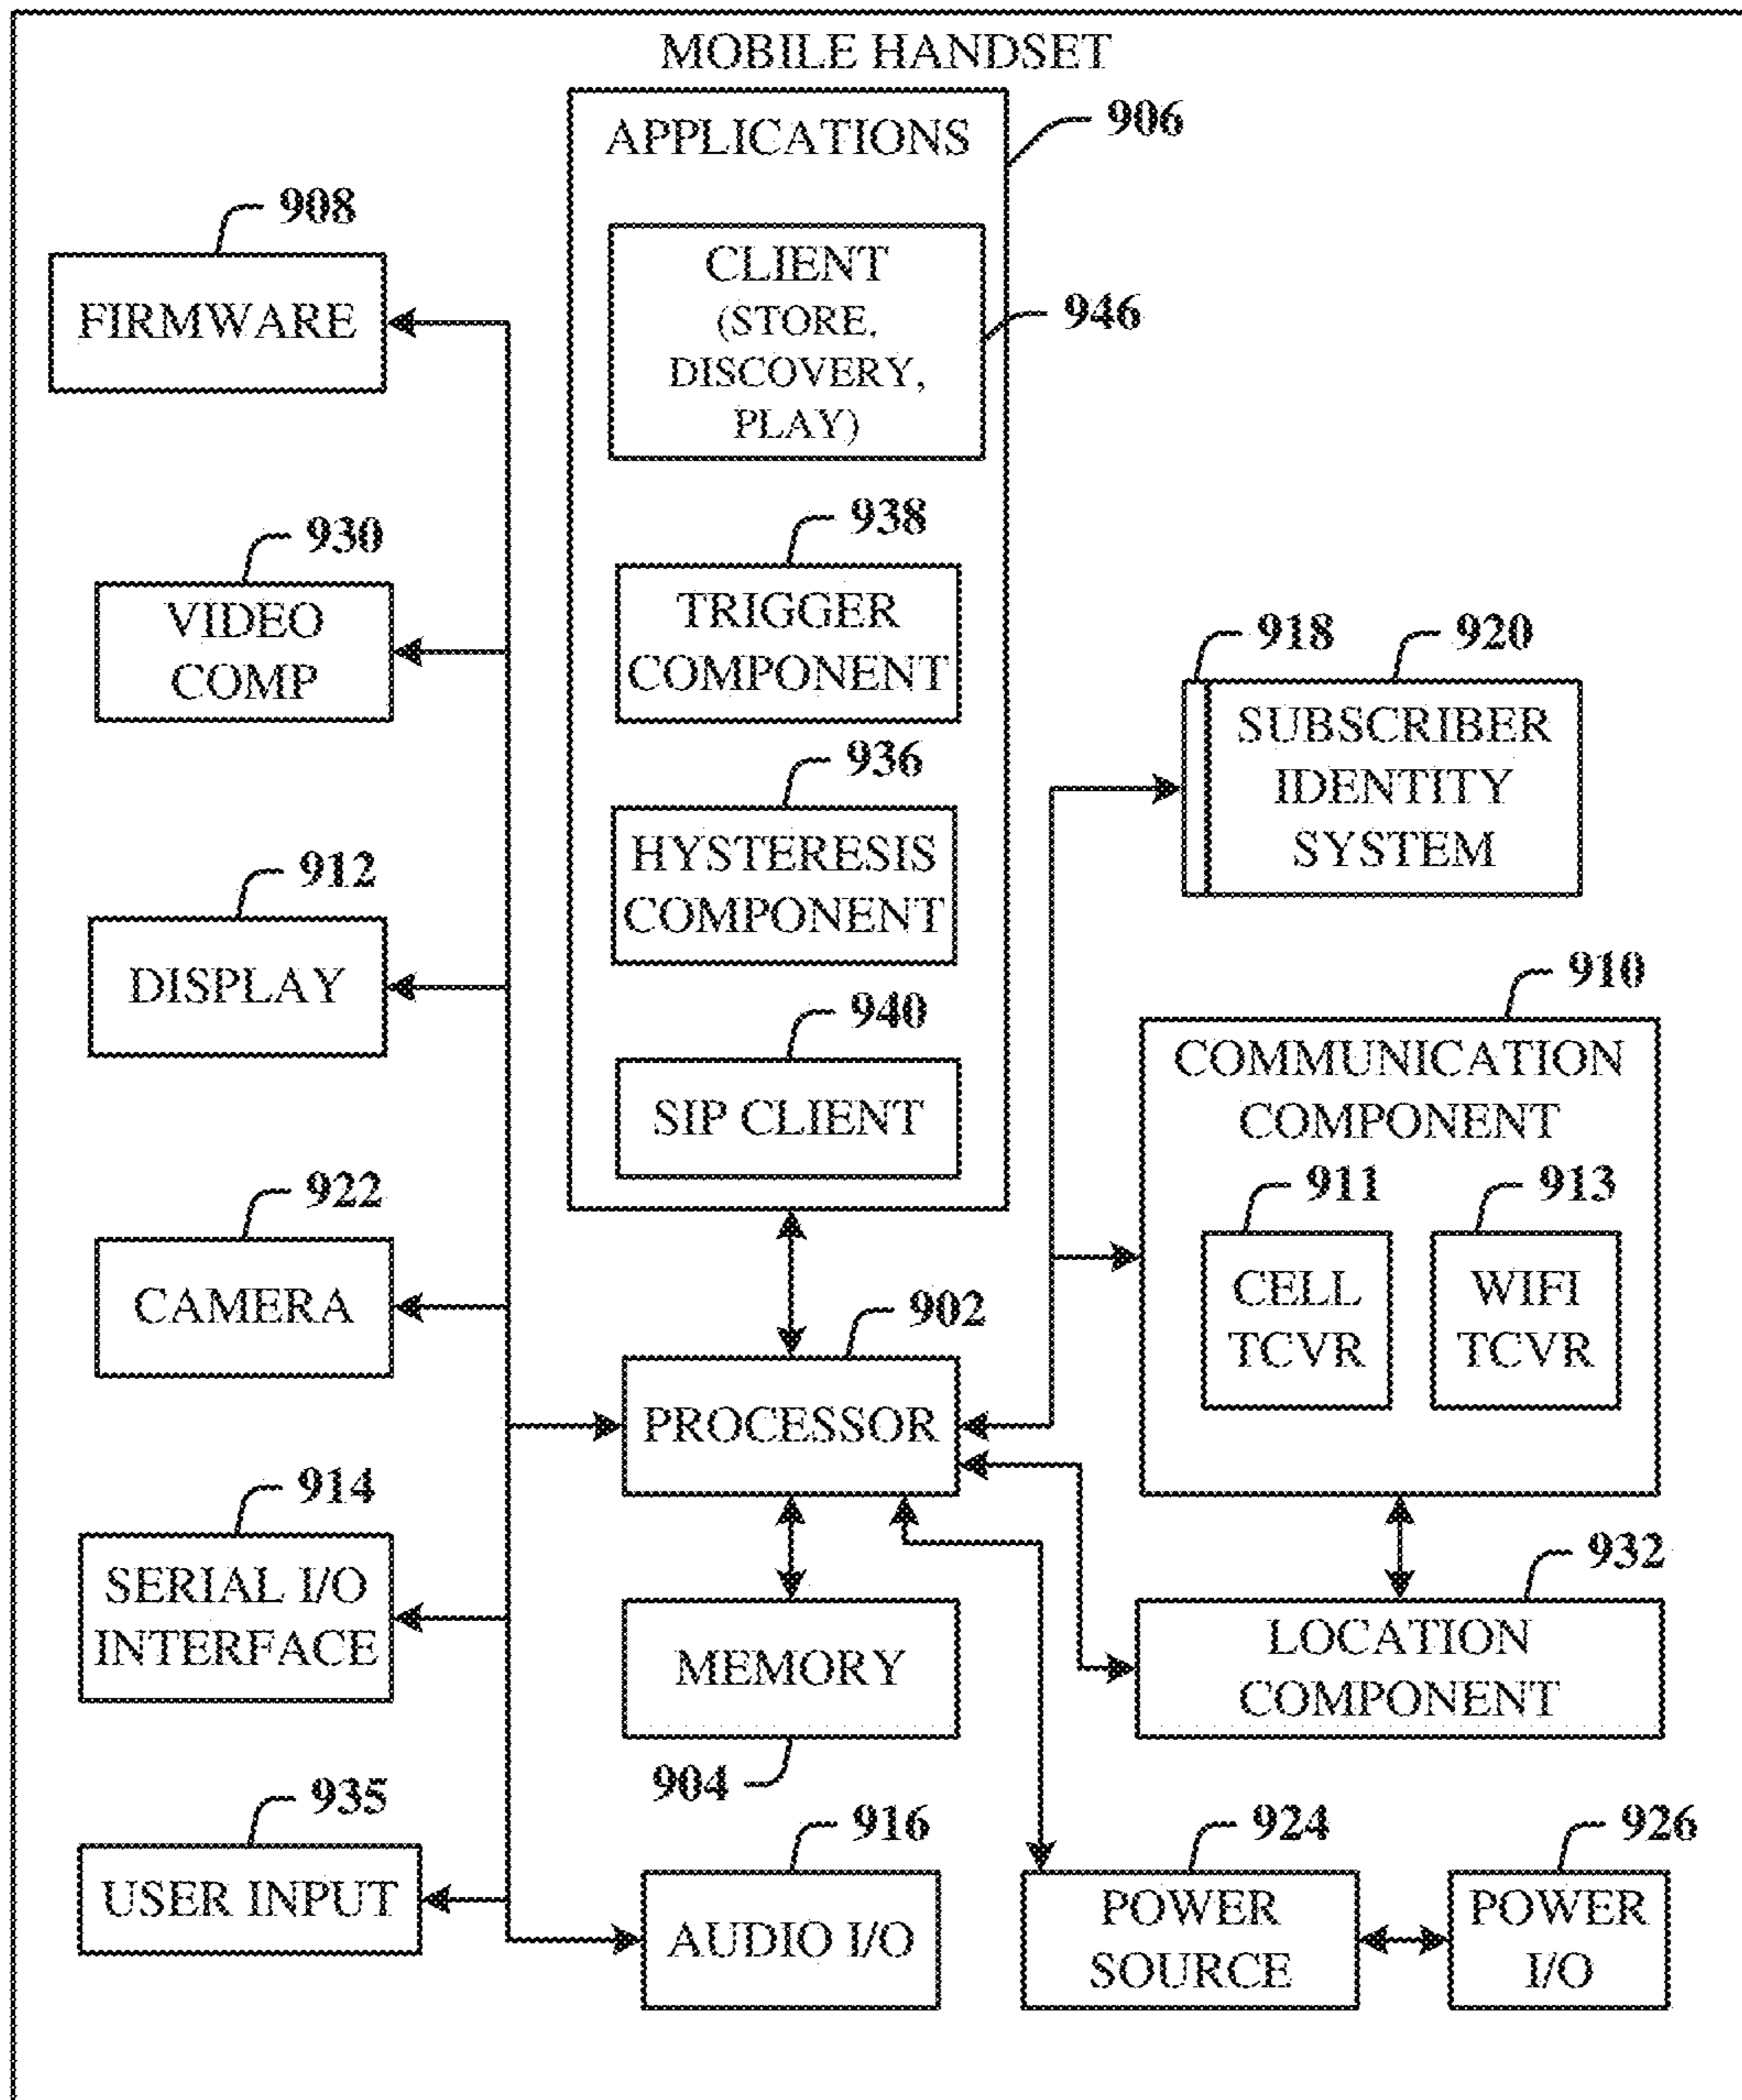 MOBILE HANDSET
906
APPLICATIONS
908
FIRMWARE
CLIENT
(STORE,
DISCOVERY,
PLAY)
946
930
VIDEO
COMP
938
TRIGGER
COMPONENT
918
920
SUBSCRIBER
IDENTITY
SYSTEM
936
HYSTERESIS
COMPONENT
912
DISPLAY
940
SIP CLIENT
910
COMMUNICATION
COMPONENT
911
913
CELL
TCVR
WIFI
TCVR
922
CAMERA
902
PROCESSOR
914
SERIAL I/O
INTERFACE
MEMORY
904
932
LOCATION
COMPONENT
935
USER INPUT
916
AUDIO I/O
924
POWER
SOURCE
926
POWER
I/O